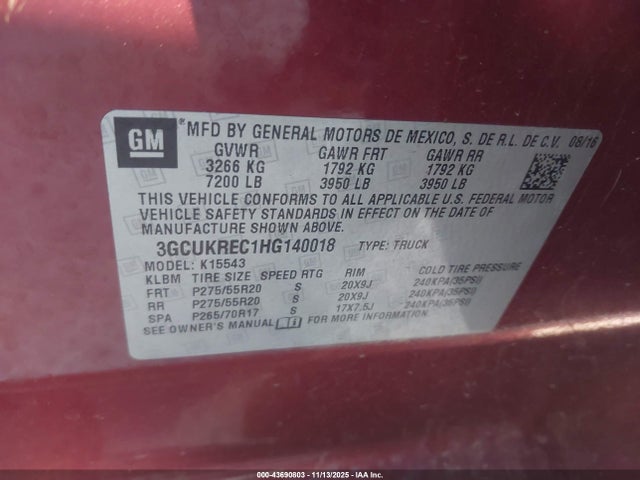 GM
*MFD BY GENERAL MOTORS DE MEXICO, S. DE R.L. DE C.V. 08/16
GVWR GAWR FRT GAWR RR
3266 KG 1792 KG 1792 KG
7200 LB 3950 LB 3950 LB
THIS VEHICLE CONFORMS TO ALL APPLICABLE U.S. FEDERAL MOTOR
VEHICLE SAFETY STANDARDS IN EFFECT ON THE DATE OF
MANUFACTURE SHOWN ABOVE.
3GCUKREC1HG140018 TYPE: TRUCK
MODEL: K15543
KLBM TIRE SIZE SPEED RTG RIM COLD TIRE PRESSURE
FRT P275/55R20 S 20X9J 240KPA(35PSI)
RR P275/55R20 S 20X9J 240KPA(35PSI)
SPA P265/70R17 S 17X7.5J 240KPA(35PSI)
SEE OWNER'S MANUAL FOR MORE INFORMATION.
000-43690803 - 11/13/2025 - IAAI Inc.